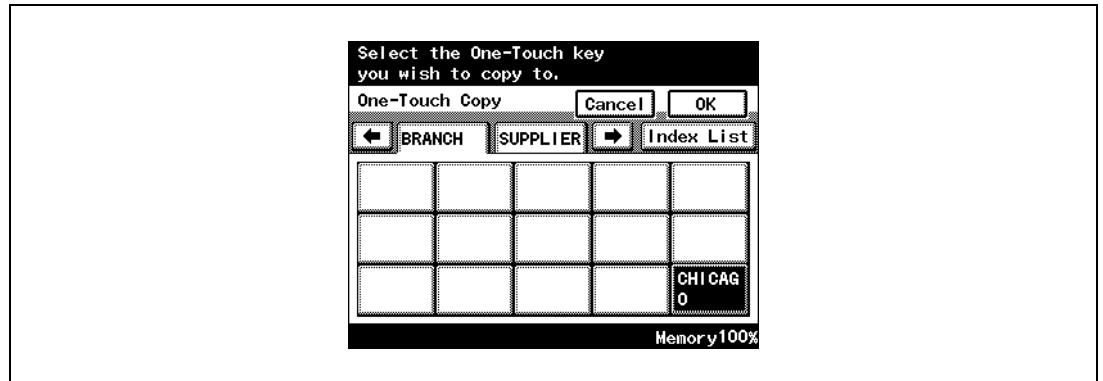 Select the One-Touch key
you wish to copy to.
One-Touch Copy Cancel OK
BRANCH SUPPLIER Index List
CHICAG
O
Memory100%